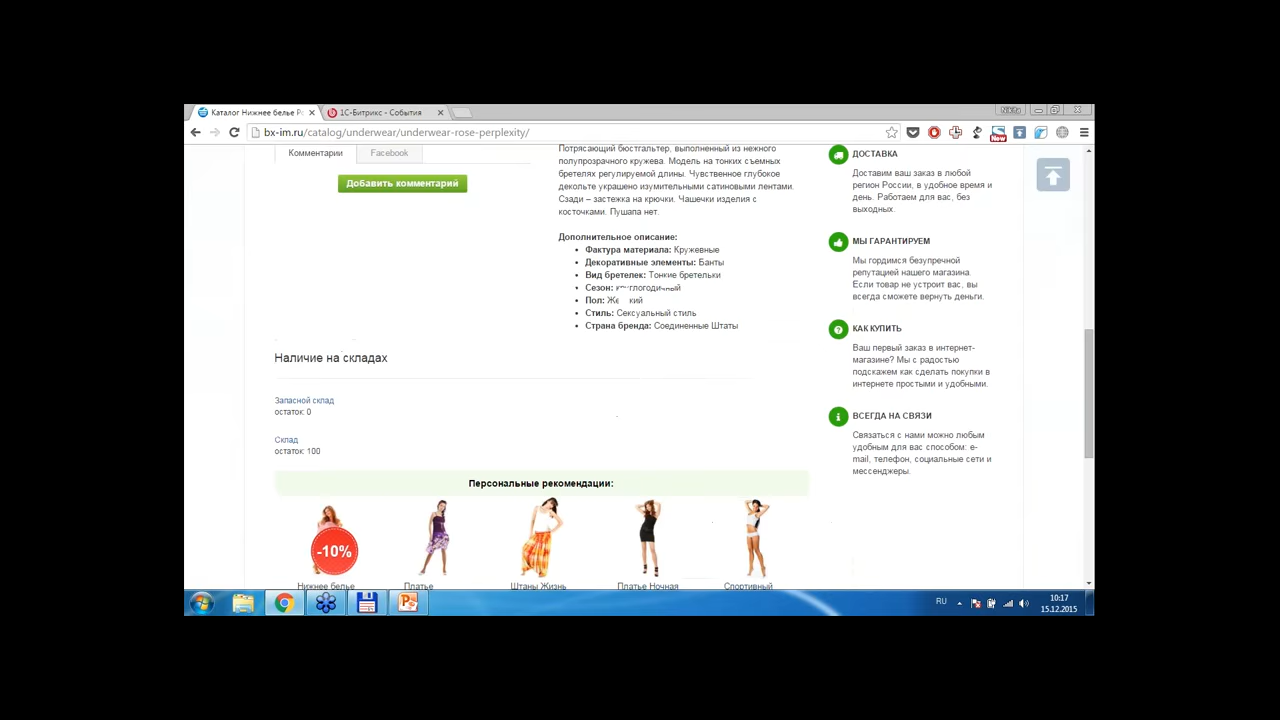 Каталог Нижнее белье Ро
1С-Битрикс - События
bx-im.ru/catalog/underwear/underwear-rose-perplexity/
New
Комментарии
Facebook
Добавить комментарий
Потрясающий бюстгальтер, выполненный из нежного
полупрозрачного кружева. Модель на тонких съемных
бретелях регулируемой длины. Чувственное глубокое
декольте украшено изумительными сатиновыми лентами.
Сзади – застежка на крючки. Чашечки изделия с
косточками. Пушапа нет.
Дополнительное описание:
Фактура материала: Кружевные
Декоративные элементы: Банты
Вид бретелек: Тонкие бретельки
Сезон: круглогодичный
Пол: Женский
Стиль: Сексуальный стиль
Страна бренда: Соединенные Штаты
Наличие на складах
Запасной склад
остаток: 0
Склад
остаток: 100
Персональные рекомендации:
-10%
Нижнее белье
Платье
Штаны Жизнь
Платье Ночная
Спортивный
ДОСТАВКА
Доставим ваш заказ в любой
регион России, в удобное время и
день. Работаем для вас, без
выходных.
МЫ ГАРАНТИРУЕМ
Мы гордимся безупречной
репутацией нашего магазина.
Если товар не устроит вас, вы
всегда сможете вернуть деньги.
КАК КУПИТЬ
Ваш первый заказ в интернет-
магазине? Мы с радостью
подскажем как сделать покупки в
интернете простыми и удобными.
ВСЕГДА НА СВЯЗИ
Связаться с нами можно любым
удобным для вас способом: e-
mail, телефон, социальные сети и
мессенджеры.
RU
10:17
15.12.2015